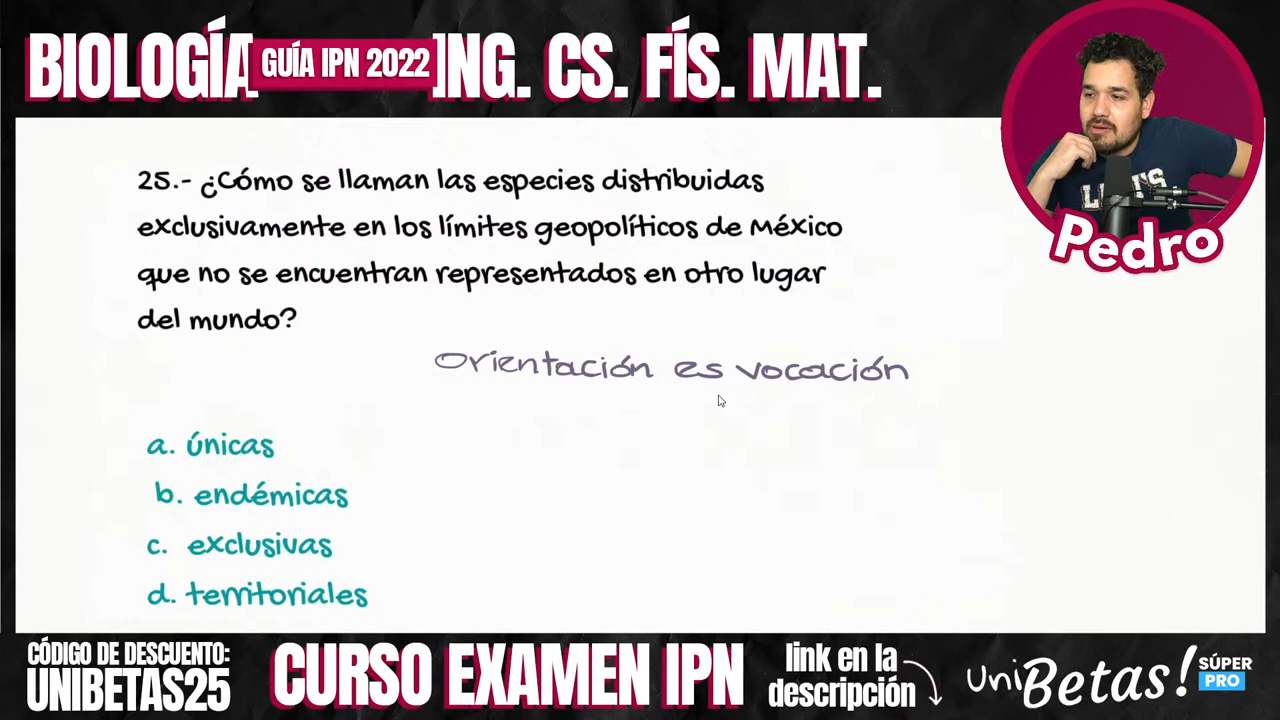 BIOLOGÍA GUÍA IPN 2022 ING. CS. FÍS. MAT.
Pedro
25.- ¿Cómo se llaman las especies distribuidas
exclusivamente en los límites geopolíticos de México
que no se encuentran representados en otro lugar
del mundo?
Orientación es vocación
a. únicas
b. endémicas
c. exclusivas
d. territoriales
CÓDIGO DE DESCUENTO:
UNIBETAS25
CURSO EXAMEN IPN
link en la
descripción
uniBetas!
SÚPER
PRO